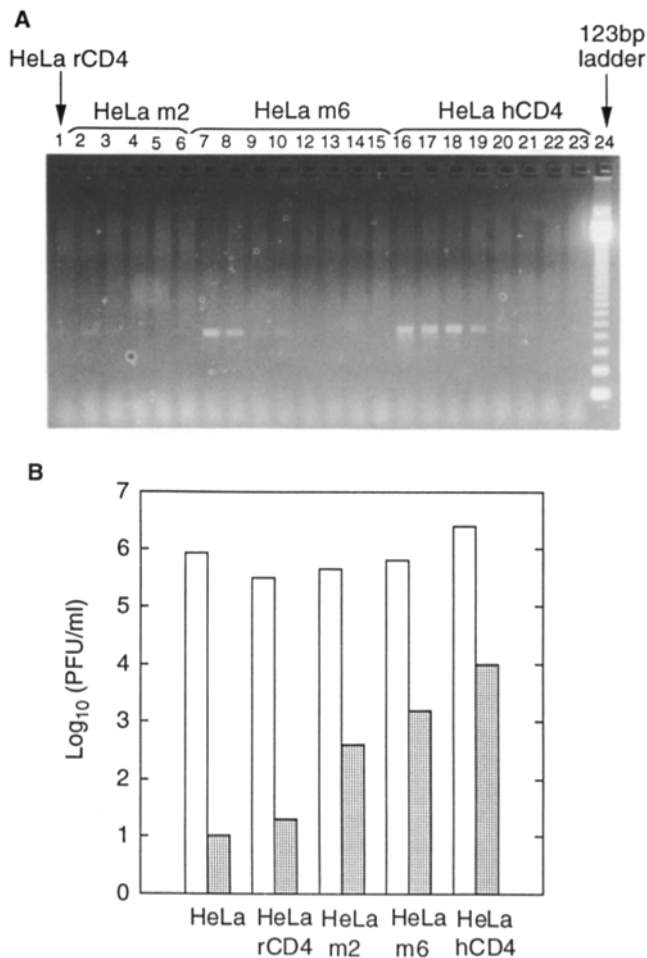 A
HeLa rCD4
123bp
ladder
HeLa m2 HeLa m6 HeLa hCD4
1 2 3 4 5 6 7 8 9 10 12 13 14 15 16 17 18 19 20 21 22 23 24
B
7
6
5
4
3
2
1
0
Log10 (PFU/ml)
HeLa HeLa HeLa HeLa HeLa
rCD4 m2 m6 hCD4